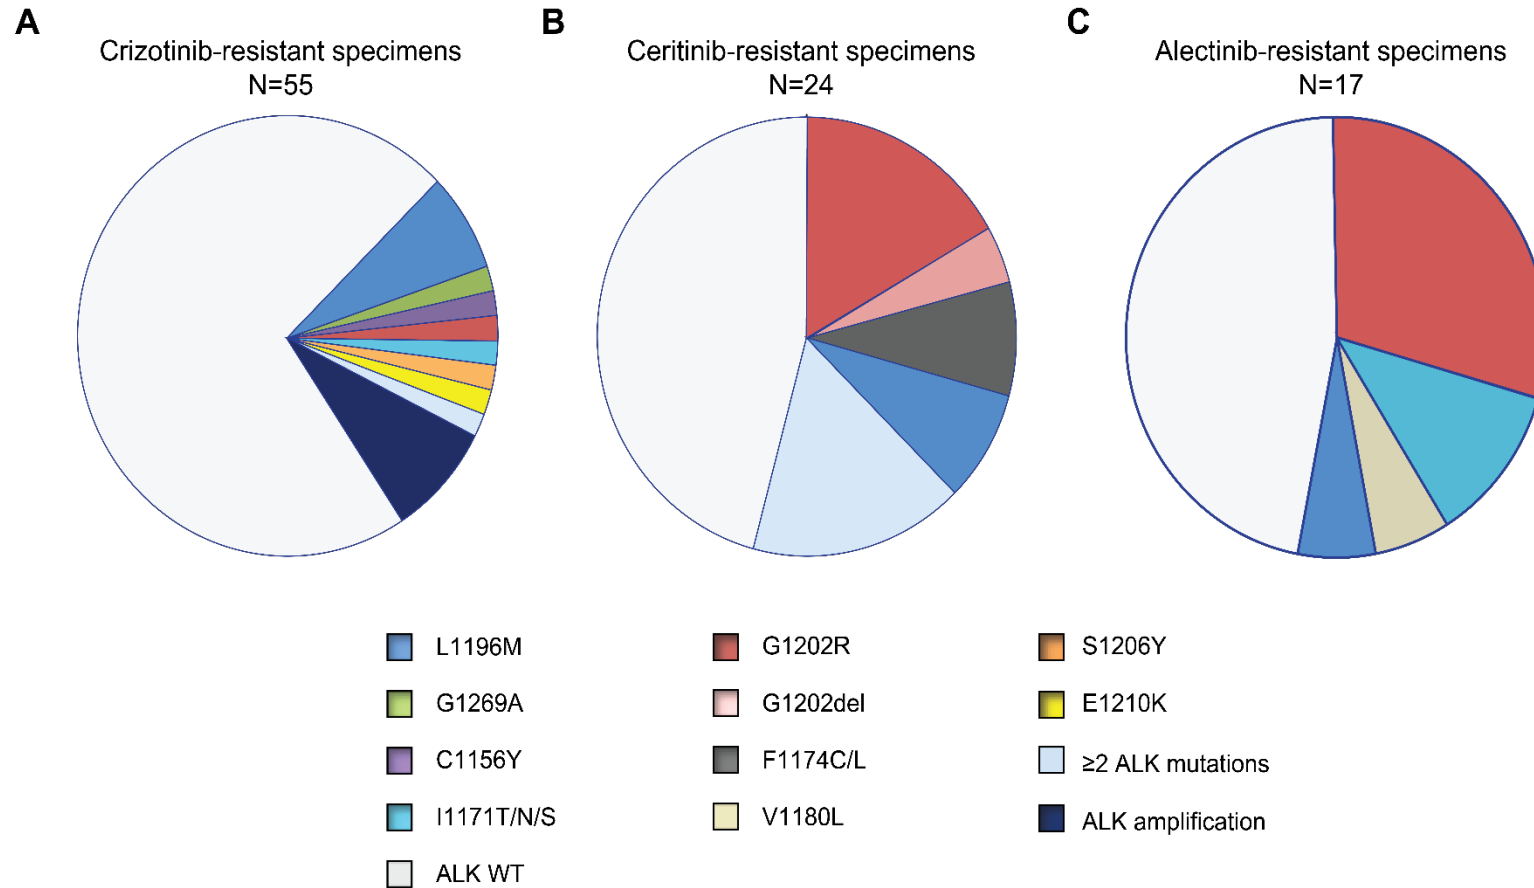 A
Crizotinib-resistant specimens
N=55
B
Ceritinib-resistant specimens
N=24
C
Alectinib-resistant specimens
N=17
L1196M
G1202R
S1206Y
G1269A
G1202del
E1210K
C1156Y
F1174C/L
≥2 ALK mutations
I1171T/N/S
V1180L
ALK amplification
ALK WT